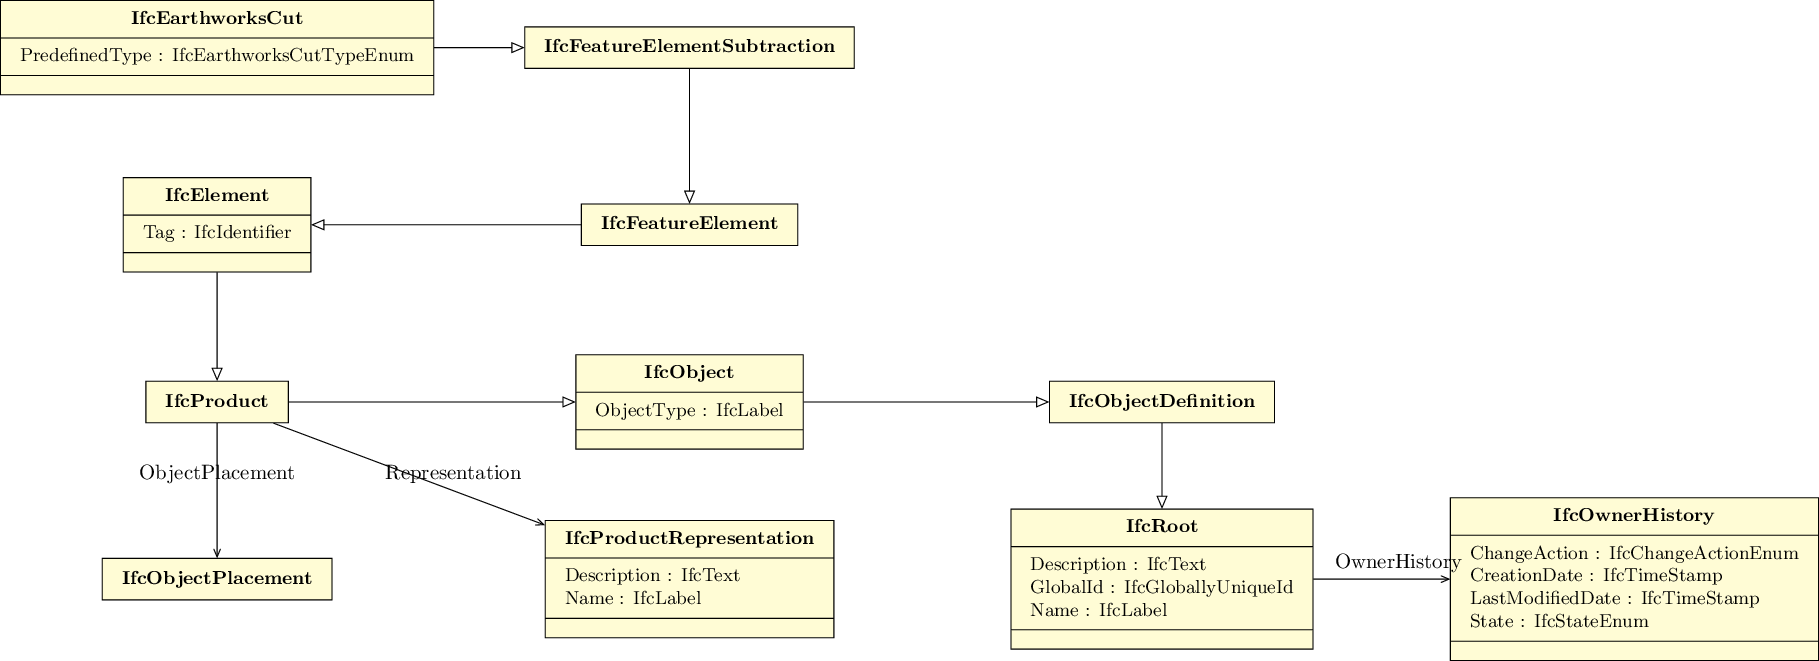 IfcEarthworksCut
PredefinedType : IfcEarthworksCutTypeEnum
IfcFeatureElementSubtraction
IfcElement
Tag : IfcIdentifier
IfcFeatureElement
IfcProduct
IfcObject
ObjectType : IfcLabel
IfcObjectDefinition
ObjectPlacement
Representation
IfcObjectPlacement
IfcProductRepresentation
Description : IfcText
Name : IfcLabel
IfcRoot
Description : IfcText
GlobalId : IfcGloballyUniqueId
Name : IfcLabel
OwnerHistory
IfcOwnerHistory
ChangeAction : IfcChangeActionEnum
CreationDate : IfcTimeStamp
LastModifiedDate : IfcTimeStamp
State : IfcStateEnum